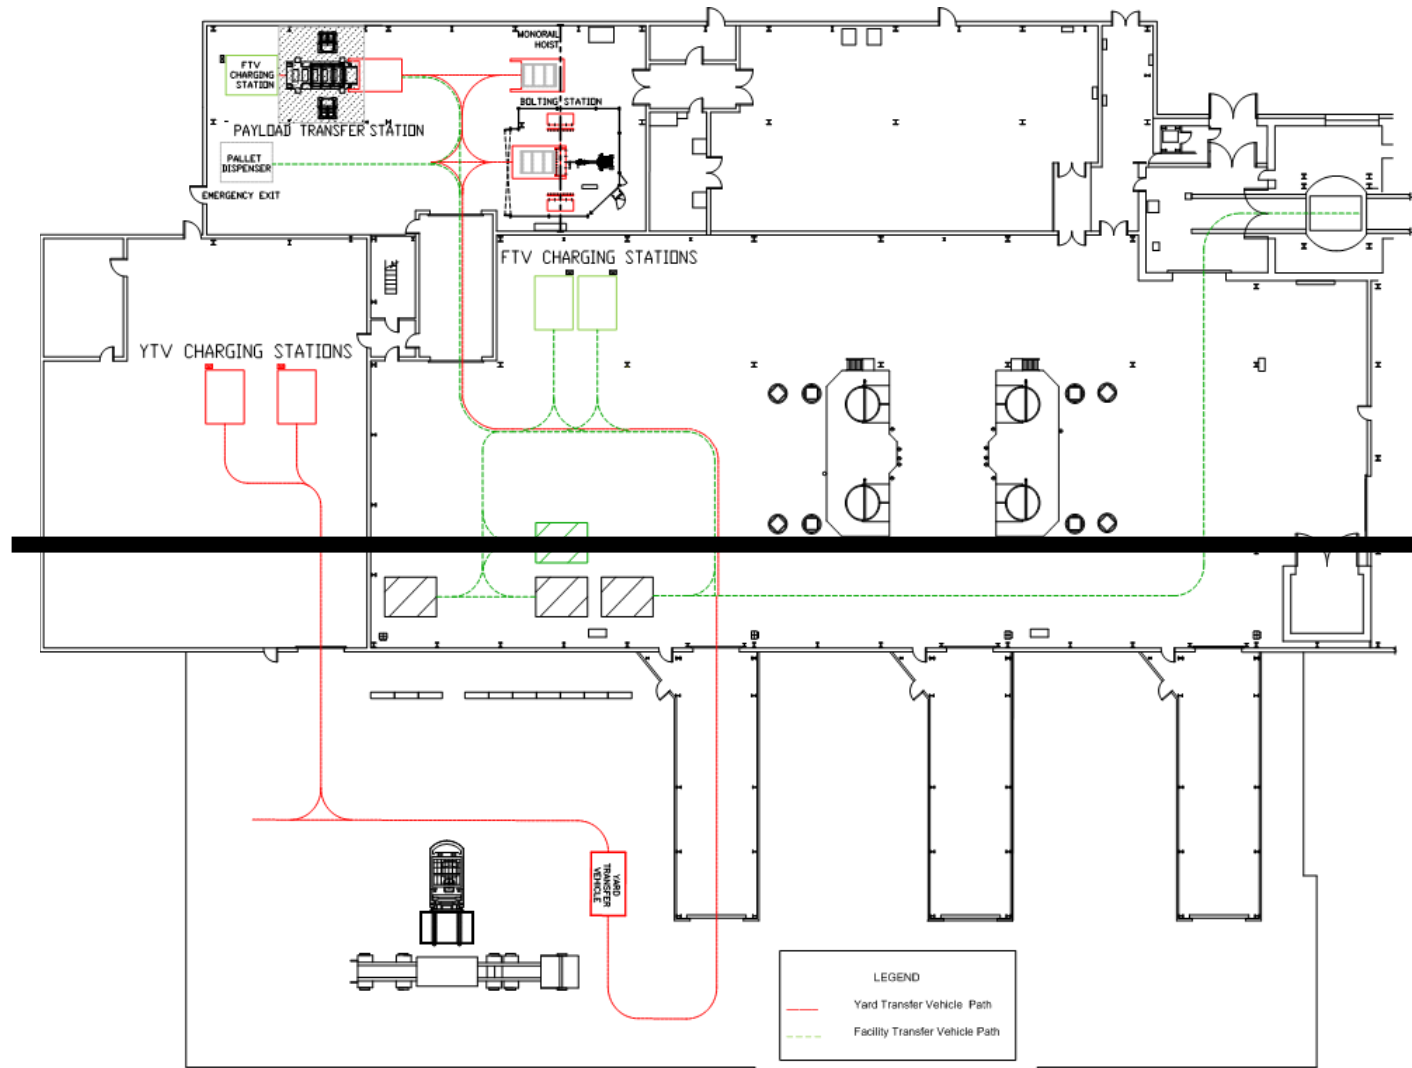 MONORAIL
HOIST
FTV
CHARGING
STATION
BOLTING STATION
PAYLOAD TRANSFER STATION
PALLET
DISPENSER
EMERGENCY EXIT
FTV CHARGING STATIONS
YTV CHARGING STATIONS
YARD
TRANSFER
VEHICLE
LEGEND
Yard Transfer Vehicle Path
Facility Transfer Vehicle Path